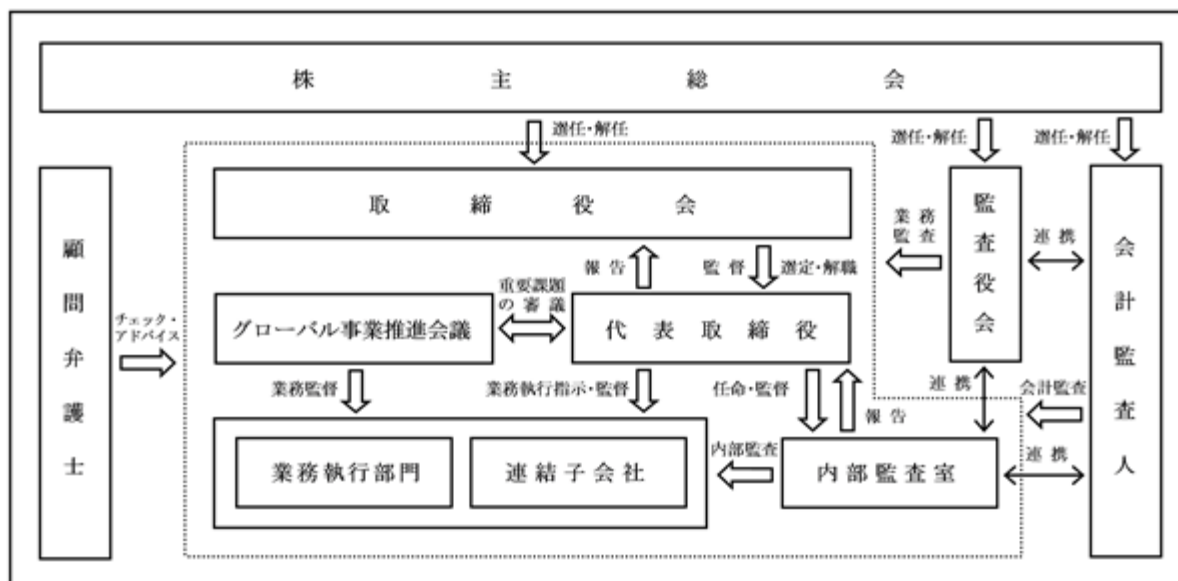 株主総会
選任・解任
選任・解任
選任・解任
取締役会
顧問弁護士
監査役会
会計監査人
業務
監査
連携
報告
監督
選定・解職
重要課題
の審議
チェック・
アドバイス
グローバル事業推進会議
代表取締役
業務監督
業務執行指示・監督
任命・監督
報告
連携
会計監査
業務執行部門
連結子会社
内部監査
内部監査室
連携